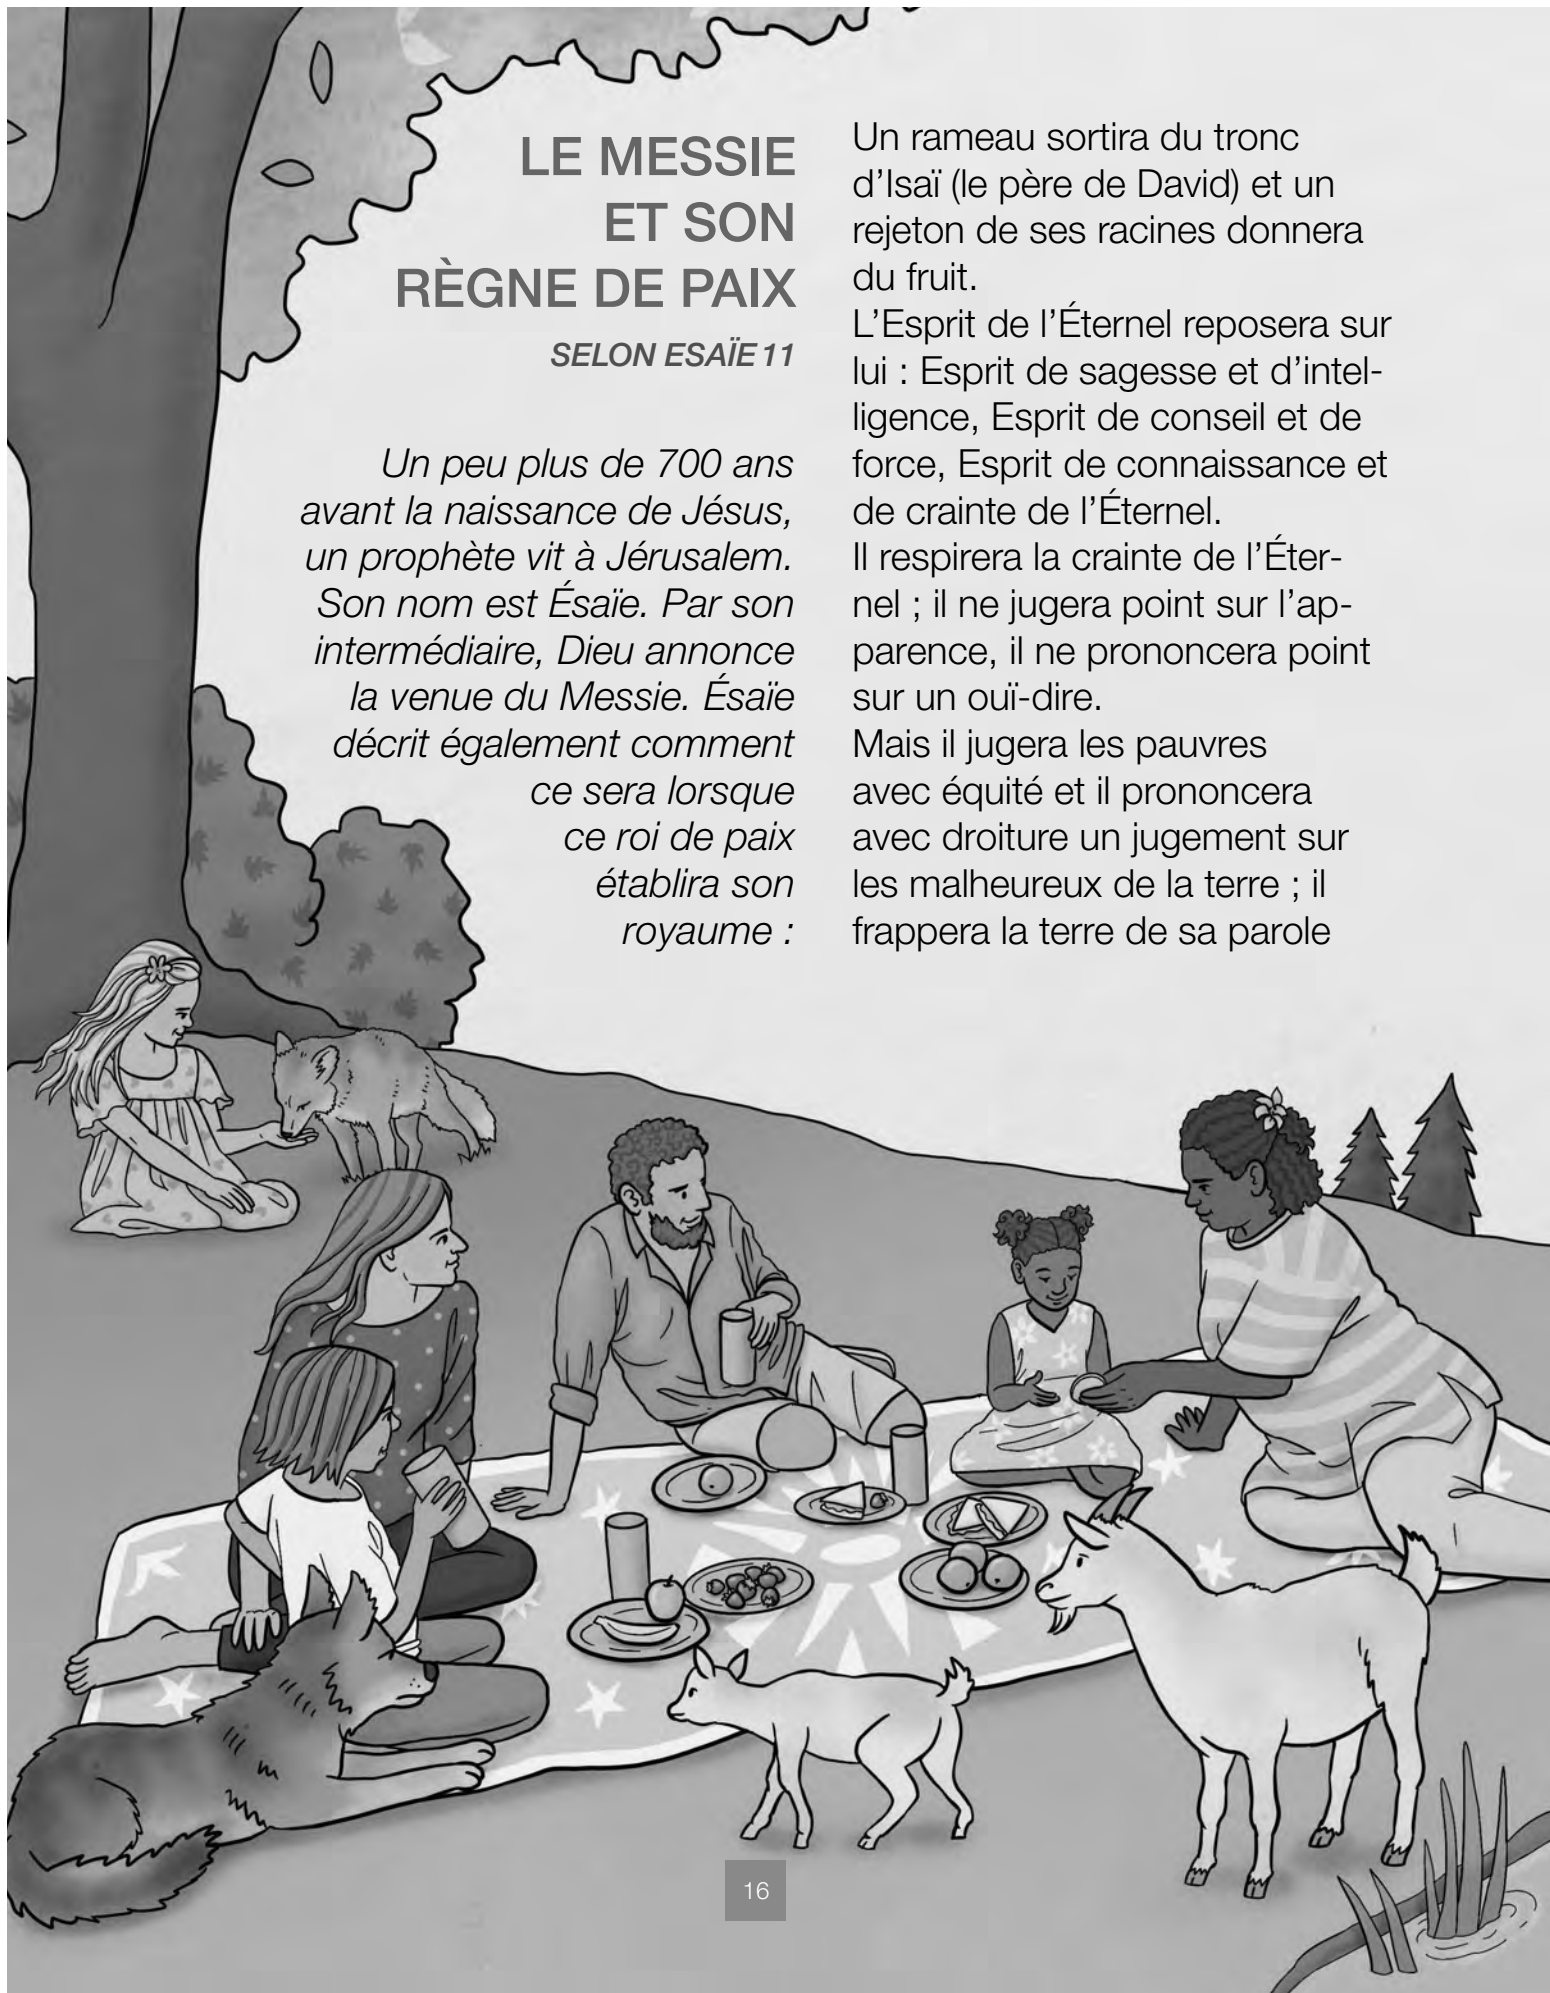 LE MESSIE
ET SON
RÈGNE DE PAIX
SELON ESAÏE 11
Un peu plus de 700 ans
avant la naissance de Jésus,
un prophète vit à Jérusalem.
Son nom est Ésaïe. Par son
intermédiaire, Dieu annonce
la venue du Messie. Ésaïe
décrit également comment
ce sera lorsque
ce roi de paix
établira son
royaume :
Un rameau sortira du tronc
d’Isaï (le père de David) et un
rejeton de ses racines donnera
du fruit.
L’Esprit de l’Éternel reposera sur
lui : Esprit de sagesse et d’intel-
ligence, Esprit de conseil et de
force, Esprit de connaissance et
de crainte de l’Éternel.
Il respirera la crainte de l’Éter-
nel ; il ne jugera point sur l’ap-
parence, il ne prononcera point
sur un ouï-dire.
Mais il jugera les pauvres
avec équité et il prononcera
avec droiture un jugement sur
les malheureux de la terre ; il
frappera la terre de sa parole
16